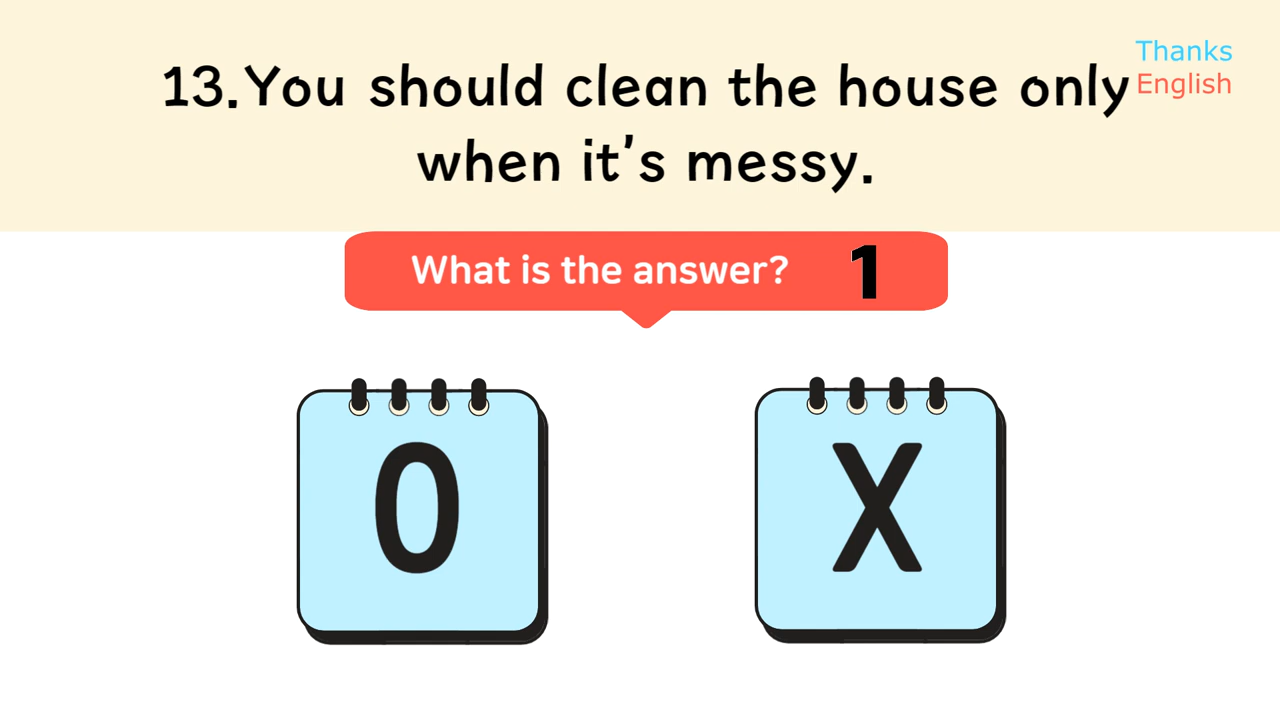 13.You should clean the house only
when it's messy.
Thanks
English
What is the answer? 1
O X